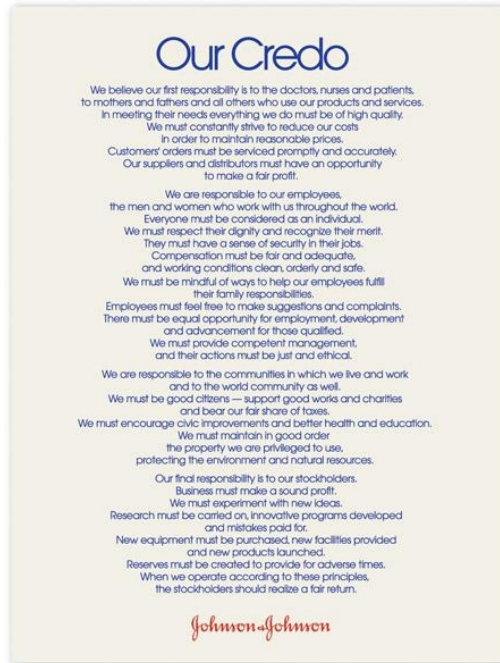 Our Credo
We believe our first responsibility is to the doctors, nurses and patients,
to mothers and fathers and all others who use our products and services.
In meeting their needs everything we do must be of high quality.
We must constantly strive to reduce our costs
in order to maintain reasonable prices.
Customers' orders must be serviced promptly and accurately.
Our suppliers and distributors must have an opportunity
to make a fair profit.
We are responsible to our employees,
the men and women who work with us throughout the world.
Everyone must be considered as an individual.
We must respect their dignity and recognize their merit.
They must have a sense of security in their jobs.
Compensation must be fair and adequate,
and working conditions clean, orderly and safe.
We must be mindful of ways to help our employees fulfill
their family responsibilities.
Employees must feel free to make suggestions and complaints.
There must be equal opportunity for employment, development
and advancement for those qualified.
We must provide competent management,
and their actions must be just and ethical.
We are responsible to the communities in which we live and work
and to the world community as well.
We must be good citizens — support good works and charities
and bear our fair share of taxes.
We must encourage civic improvements and better health and education.
We must maintain in good order
the property we are privileged to use,
protecting the environment and natural resources.
Our final responsibility is to our stockholders.
Business must make a sound profit.
We must experiment with new ideas.
Research must be carried on, innovative programs developed
and mistakes paid for.
New equipment must be purchased, new facilities provided
and new products launched.
Reserves must be created to provide for adverse times.
When we operate according to these principles,
the stockholders should realize a fair return.
Johnson & Johnson